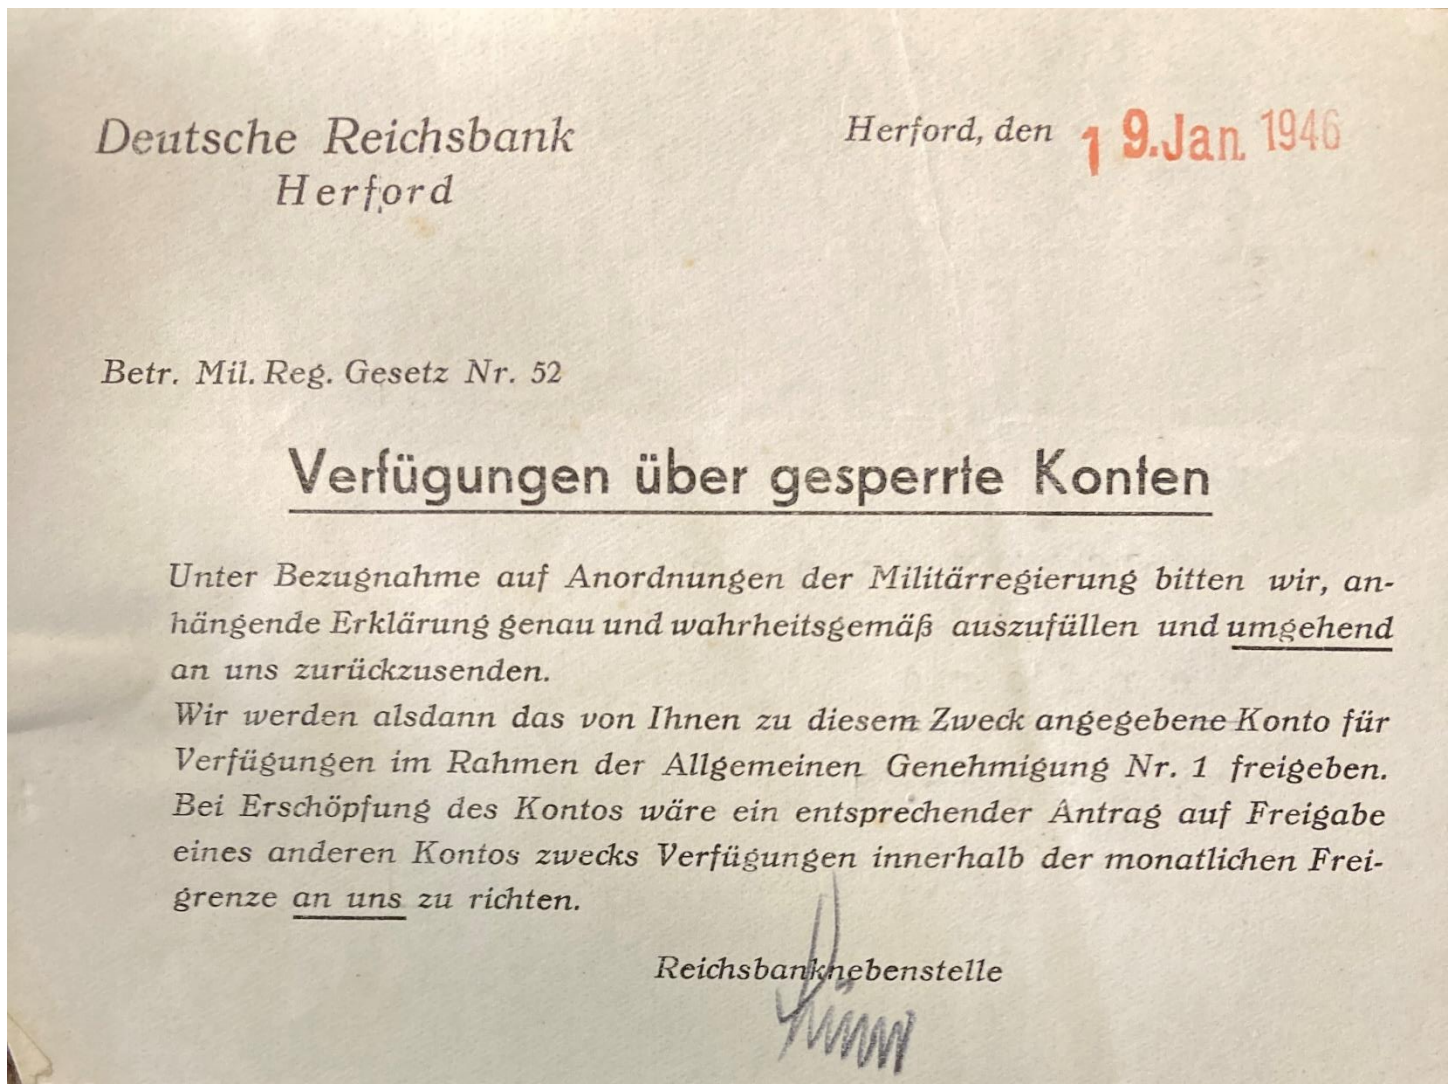 Deutsche Reichsbank
Herford
Herford, den 19. Jan. 1946
Betr. Mil. Reg. Gesetz Nr. 52
Verfügungen über gesperrte Konten
Unter Bezugnahme auf Anordnungen der Militärregierung bitten wir, an-
hängende Erklärung genau und wahrheitsgemäß auszufüllen und umgehend
an uns zurückzusenden.
Wir werden alsdann das von Ihnen zu diesem Zweck angegebene Konto für
Verfügungen im Rahmen der Allgemeinen Genehmigung Nr. 1 freigeben.
Bei Erschöpfung des Kontos wäre ein entsprechender Antrag auf Freigabe
eines anderen Kontos zwecks Verfügungen innerhalb der monatlichen Frei-
grenze an uns zu richten.
Reichsbanknebenstelle